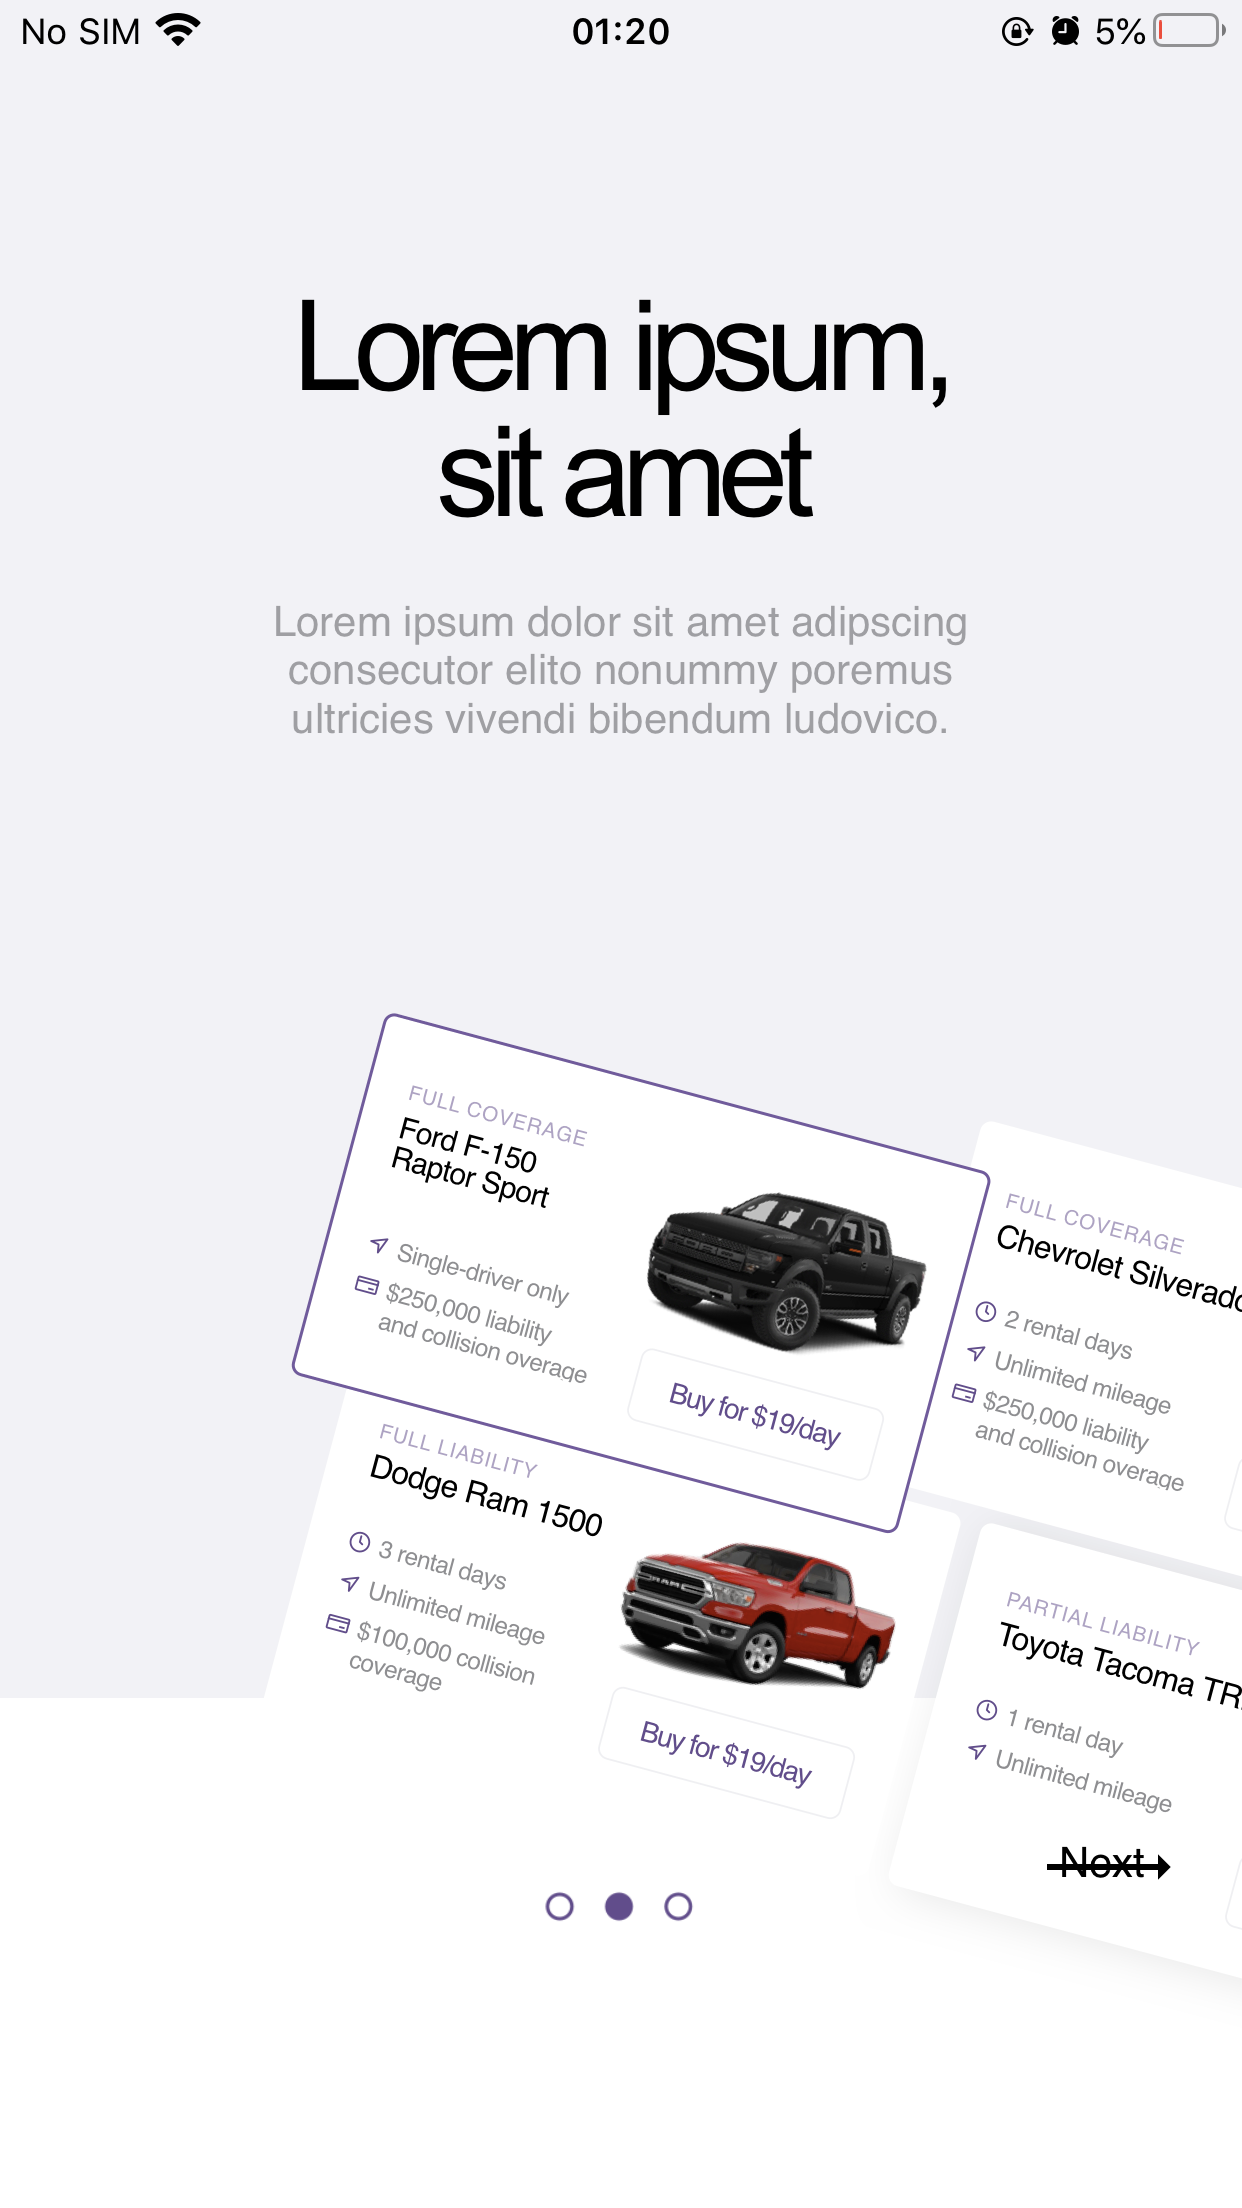 No SIM 01:20 5%
Lorem ipsum,
sit amet
Lorem ipsum dolor sit amet adipscing
consecutor elito nonummy poremus
ultricies vivendi bibendum ludovico.
FULL COVERAGE
Ford F-150
Raptor Sport
Single-driver only
$250,000 liability
and collision overage
Buy for $19/day
FULL COVERAGE
Chevrolet Silverado
2 rental days
Unlimited mileage
$250,000 liability
and collision overage
FULL LIABILITY
Dodge Ram 1500
3 rental days
Unlimited mileage
$100,000 collision
coverage
Buy for $19/day
PARTIAL LIABILITY
Toyota Tacoma TR
1 rental day
Unlimited mileage
Next